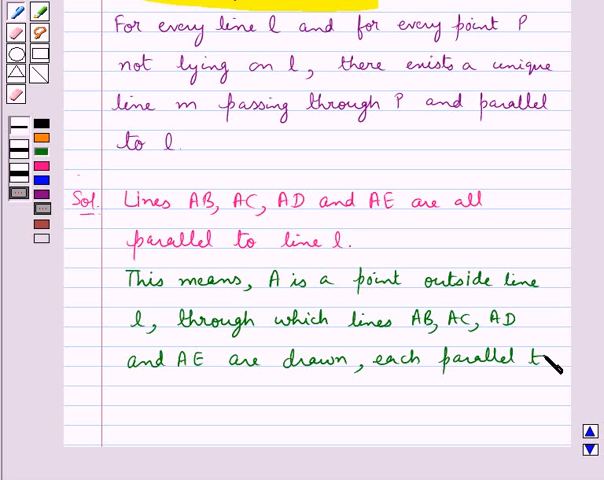 For every line l and for every point P
not lying on l, there exists a unique
line m passing through P and parallel
to l.
Sol. Lines AB, AC, AD and AE are all
parallel to line l.
This means, A is a point outside line
l, through which lines AB, AC, AD
and AE are drawn, each parallel t